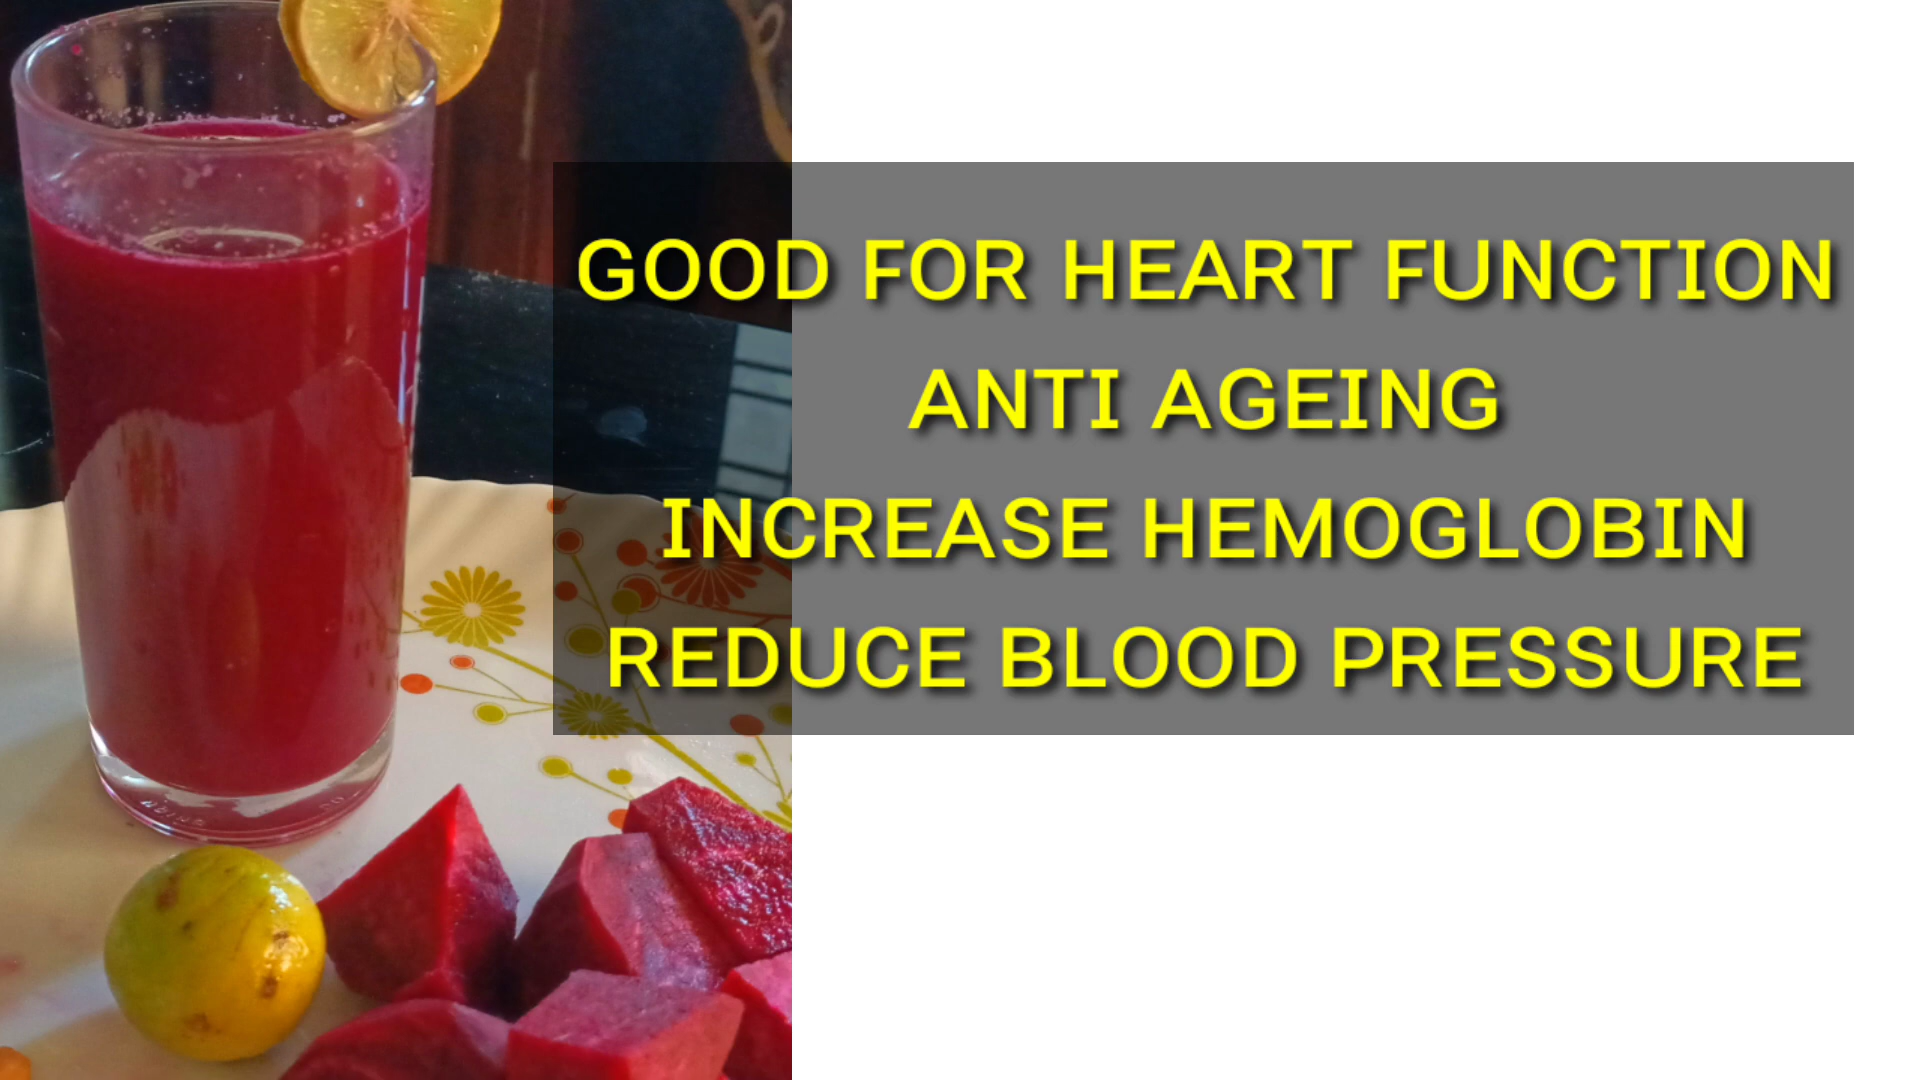 GOOD FOR HEART FUNCTION
ANTI AGEING
INCREASE HEMOGLOBIN
REDUCE BLOOD PRESSURE